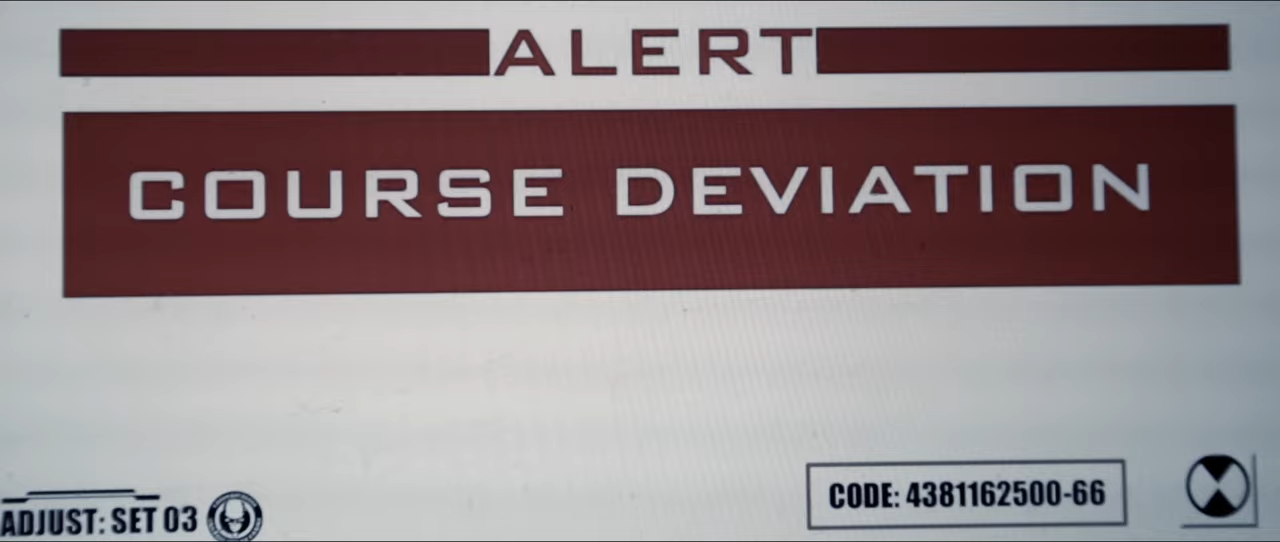 ALERT
COURSE DEVIATION
ADJUST: SET 03
CODE: 4381162500-66